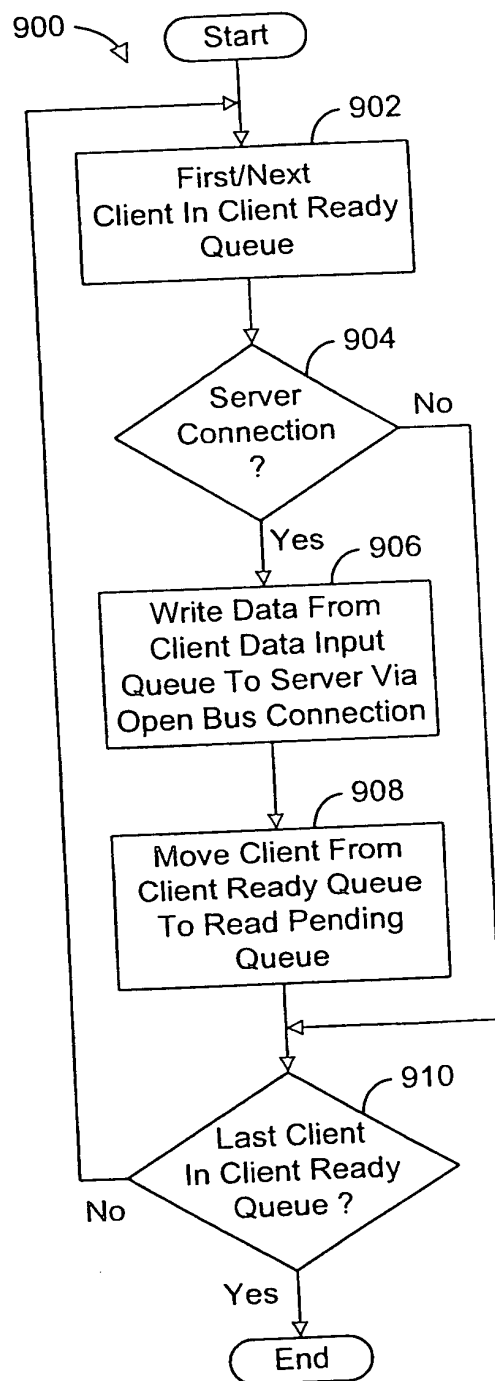 900
Start
902
First/Next
Client In Client Ready
Queue
904
Server
Connection
?
No
Yes
906
Write Data From
Client Data Input
Queue To Server Via
Open Bus Connection
908
Move Client From
Client Ready Queue
To Read Pending
Queue
910
Last Client
In Client Ready
Queue ?
No
Yes
End